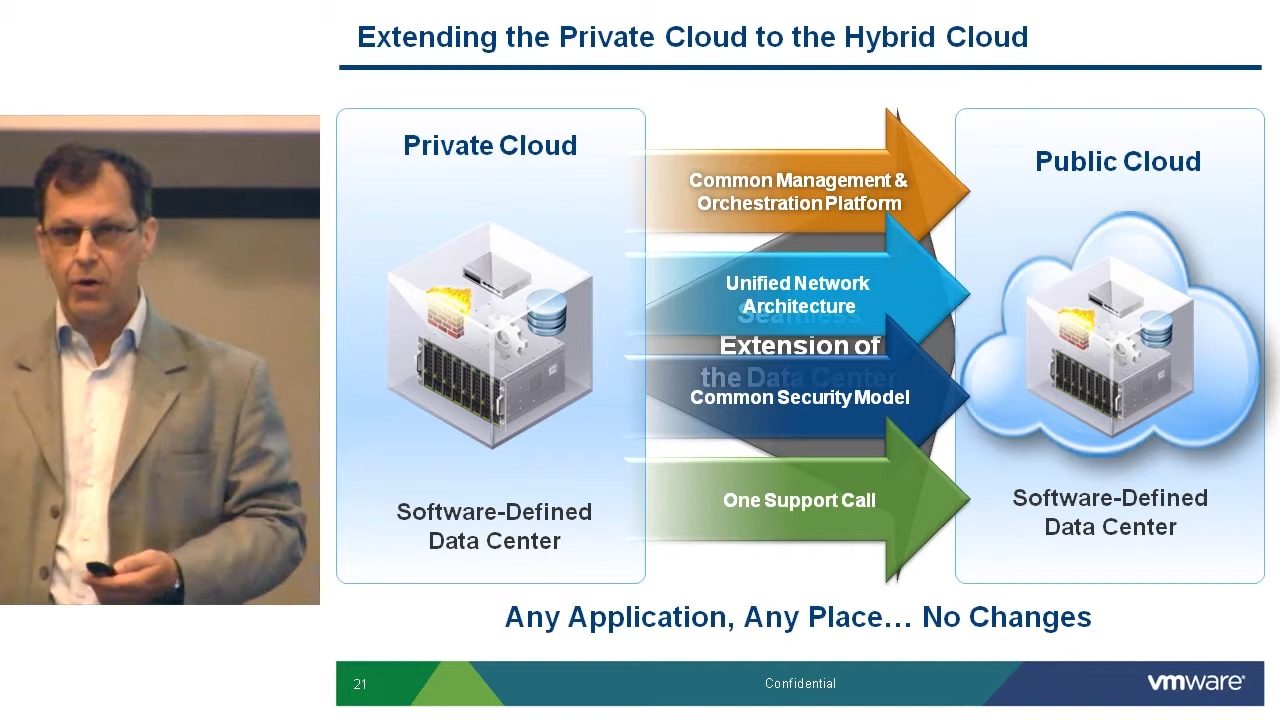 Extending the Private Cloud to the Hybrid Cloud
Private Cloud
Public Cloud
Common Management &
Orchestration Platform
Unified Network
Architecture
Seamless
Extension of
the Data Center
Common Security Model
One Support Call
Software-Defined
Data Center
Software-Defined
Data Center
Any Application, Any Place… No Changes
21
Confidential
vmware®